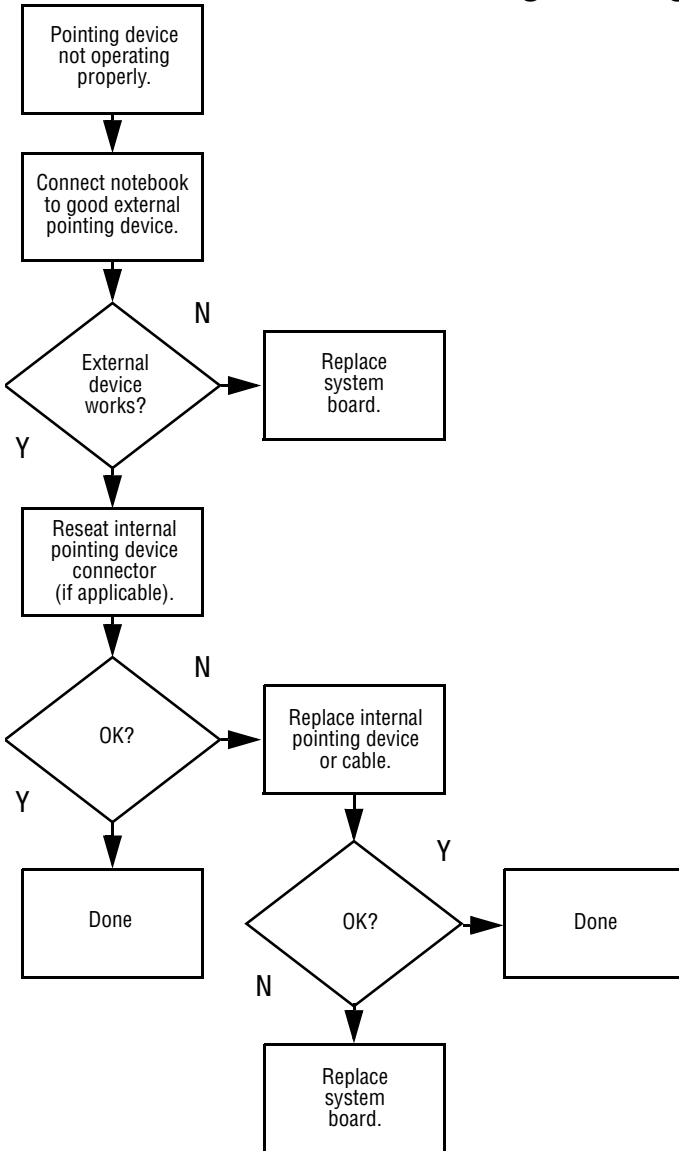 Pointing device
not operating
properly.
Connect notebook
to good external
pointing device.
N
External
device
works?
Replace
system
board.
Y
Reseat internal
pointing device
connector
(if applicable).
N
OK?
Replace internal
pointing device
or cable.
Y
Y
Done
OK?
Done
N
Replace
system
board.